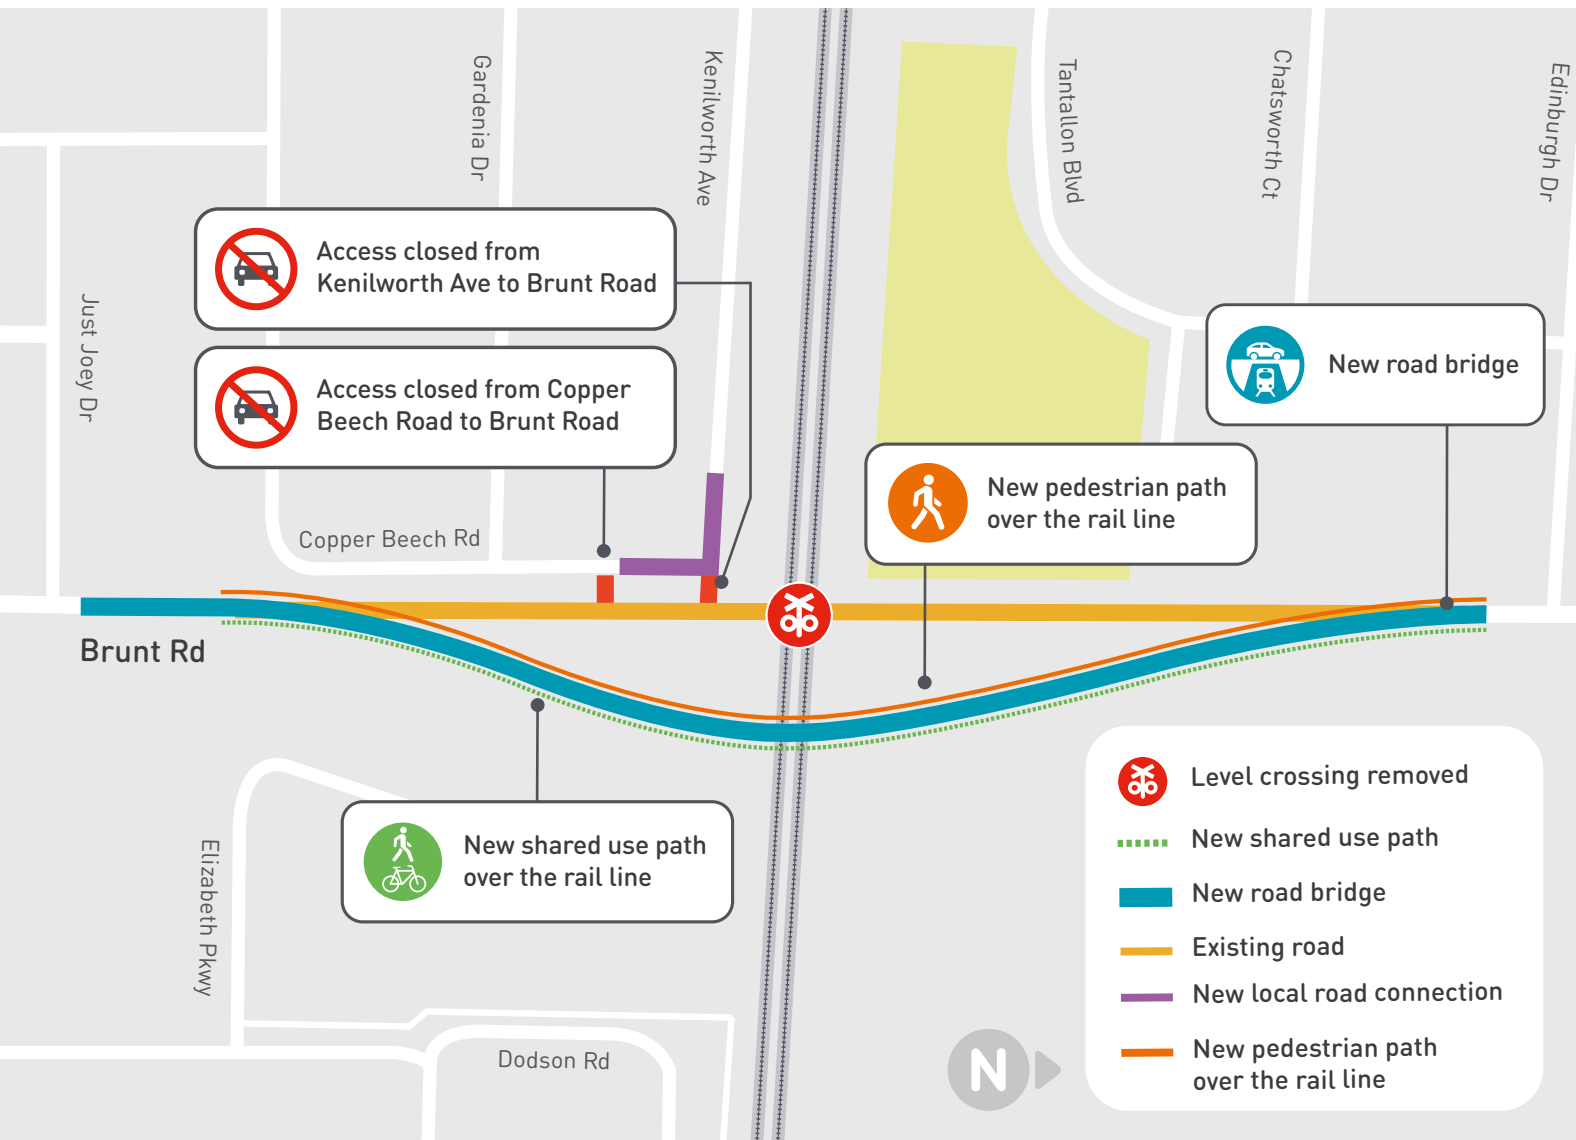 Gardenia Dr
Kenilworth Ave
Tantallon Blvd
Chatsworth Ct
Edinburgh Dr
Access closed from
Kenilworth Ave to Brunt Road
Just Joey Dr
Access closed from Copper
Beech Road to Brunt Road
New road bridge
New pedestrian path
over the rail line
Copper Beech Rd
Brunt Rd
New shared use path
over the rail line
Elizabeth Pkwy
Dodson Rd
N
Level crossing removed
New shared use path
New road bridge
Existing road
New local road connection
New pedestrian path
over the rail line